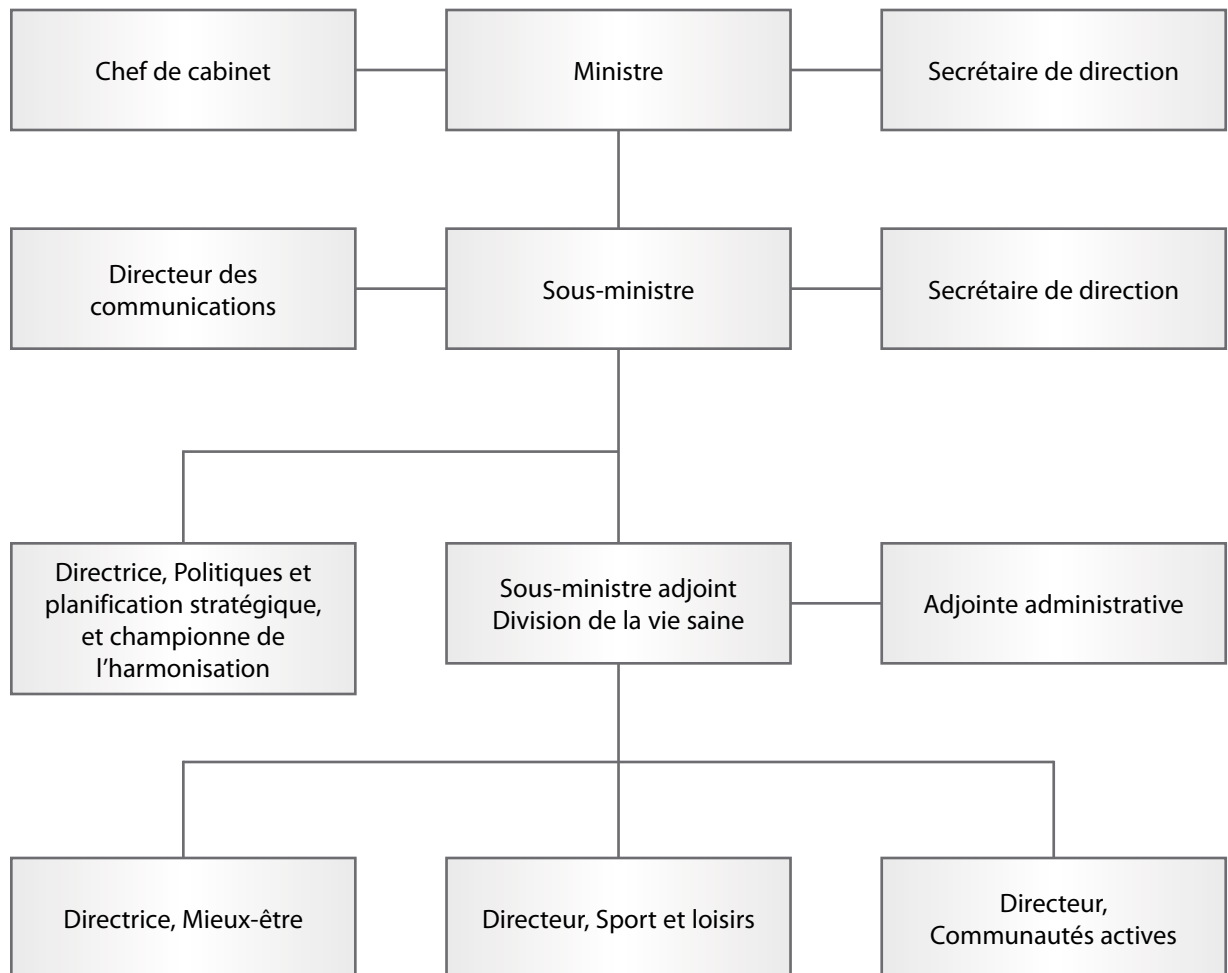 Chef de cabinet
Ministre
Secrétaire de direction
Directeur des
communications
Sous-ministre
Secrétaire de direction
Directrice, Politiques et
planification stratégique,
et championne de
l'harmonisation
Sous-ministre adjoint
Division de la vie saine
Adjointe administrative
Directrice, Mieux-être
Directeur, Sport et loisirs
Directeur,
Communautés actives